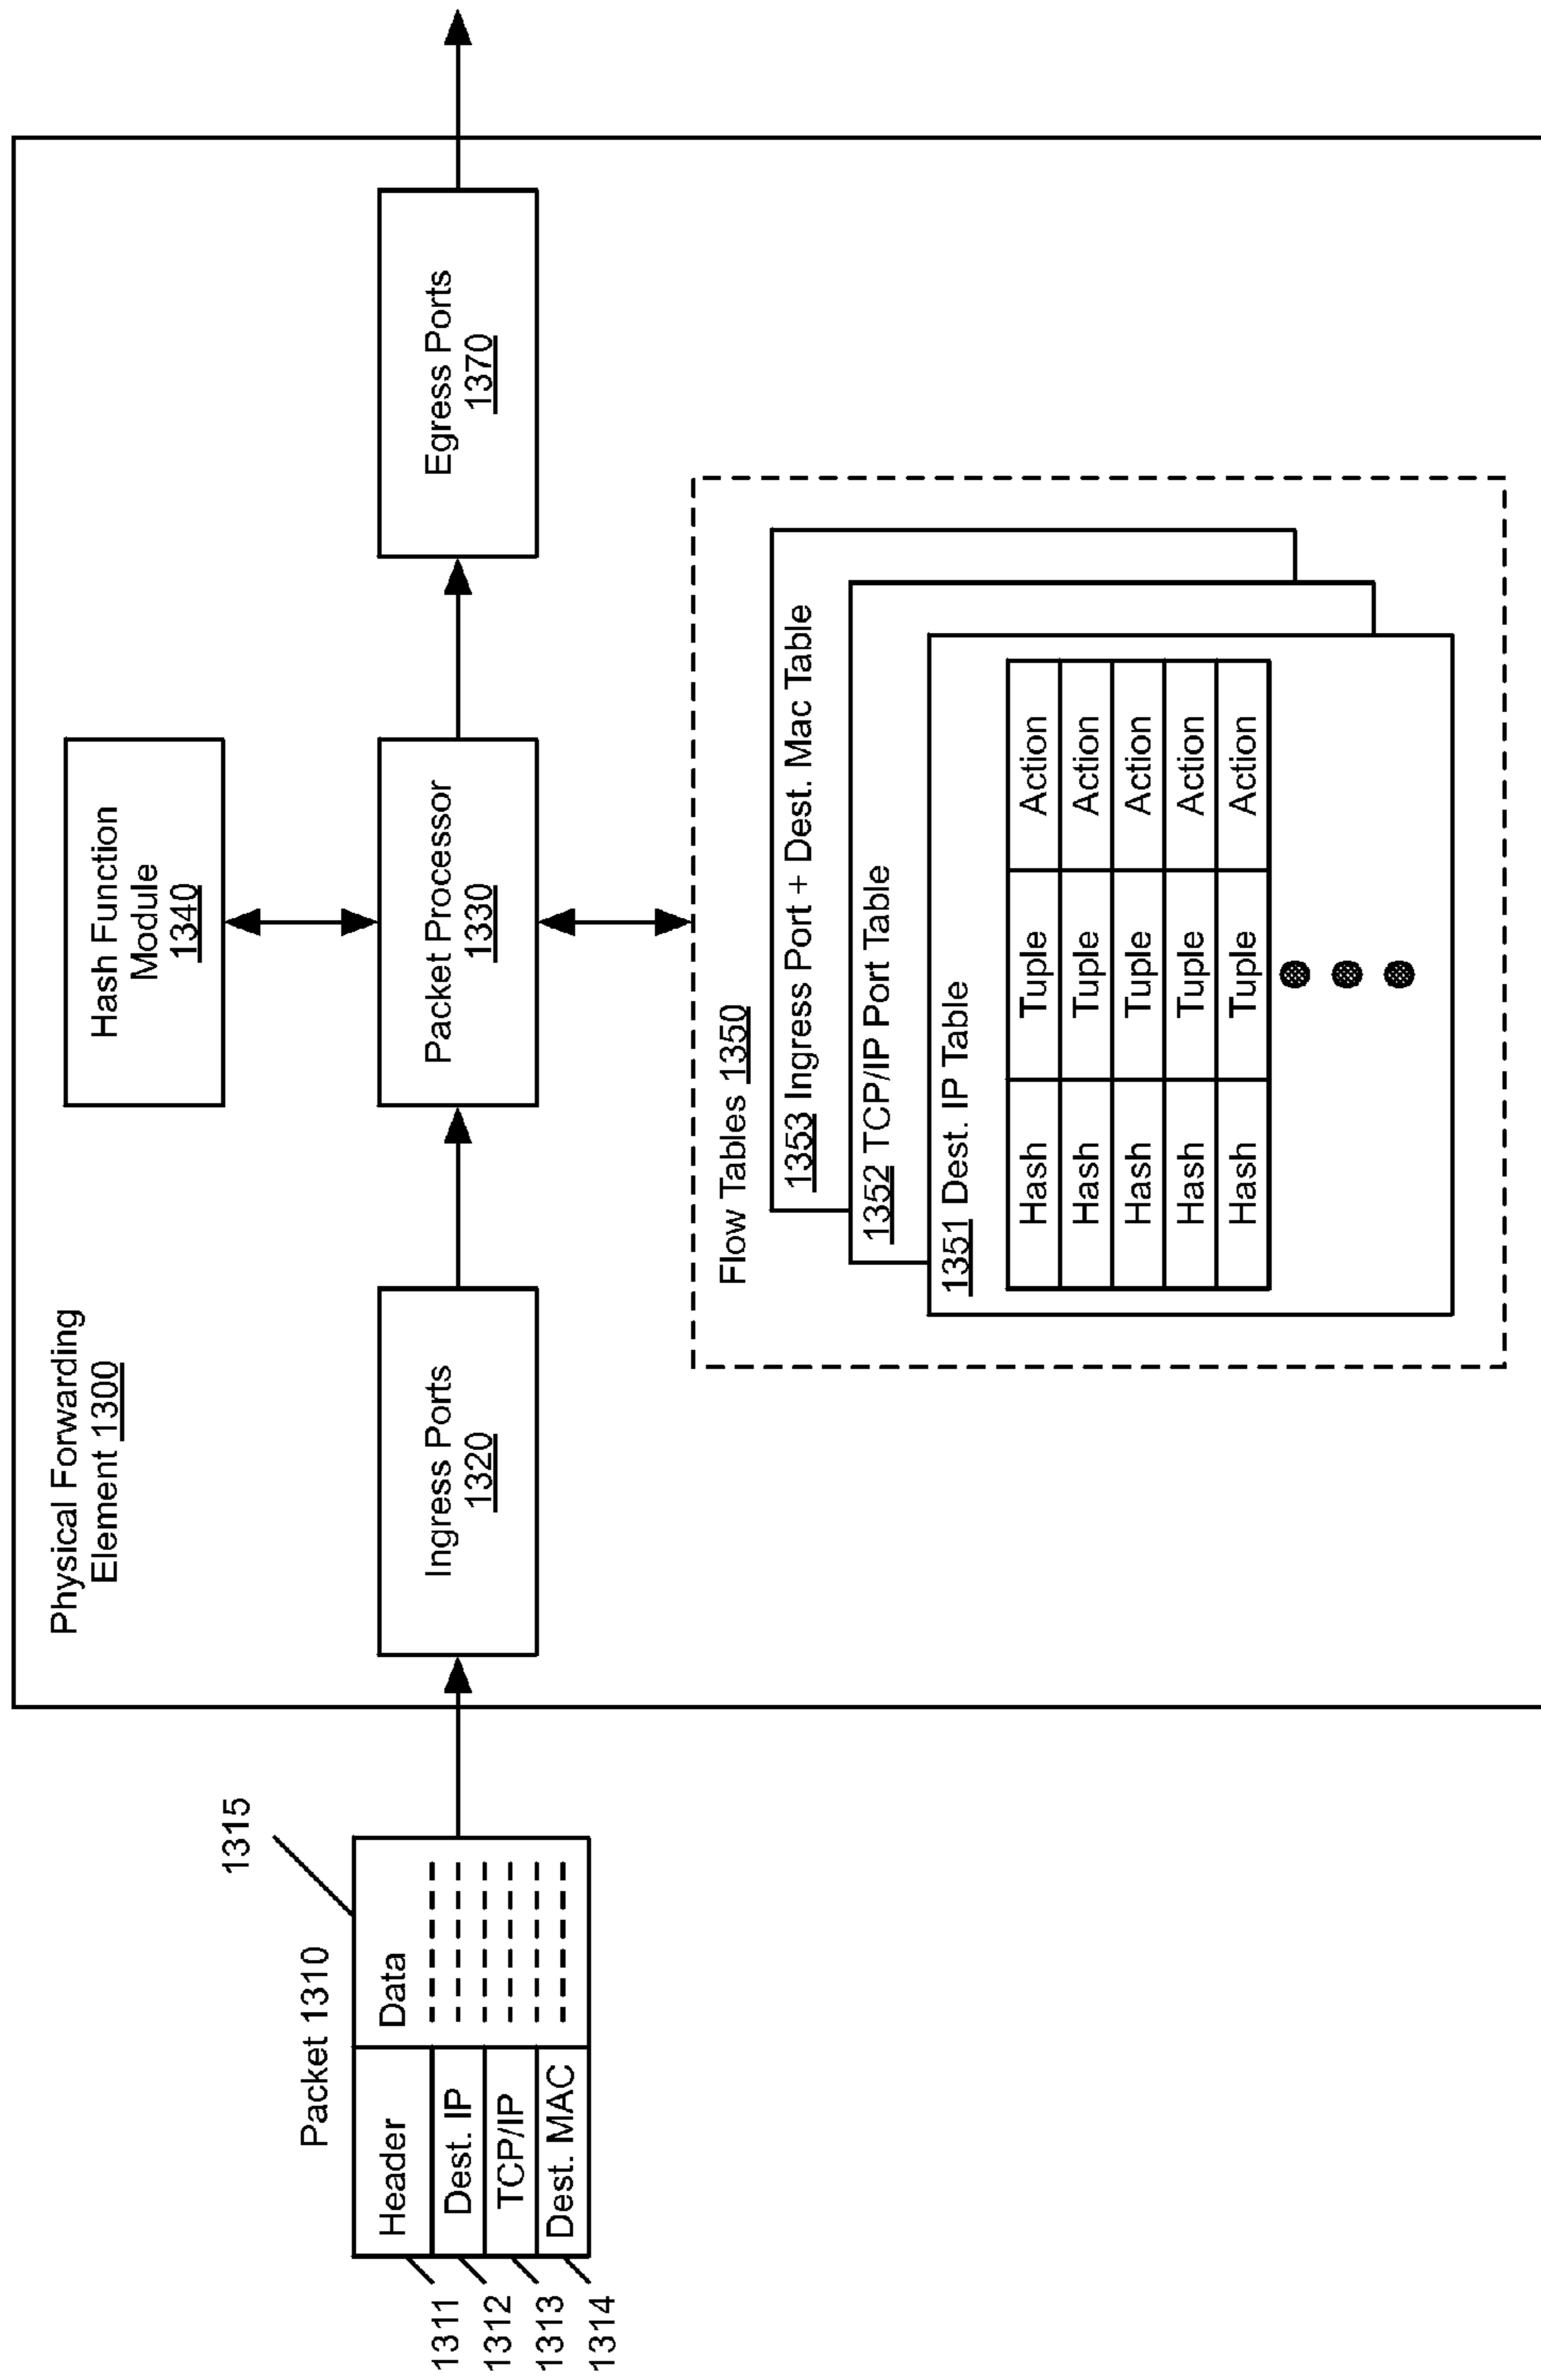 Packet 1310
1315
Header
Data
Dest. IP
TCP/IP
Dest. MAC
1311
1312
1313
1314
Physical Forwarding
Element 1300
Ingress Ports
1320
Hash Function
Module
1340
Packet Processor
1330
Egress Ports
1370
Flow Tables 1350
1353 Ingress Port + Dest. Mac Table
1352 TCP/IP Port Table
1351 Dest. IP Table
Hash Tuple Action
Hash Tuple Action
Hash Tuple Action
Hash Tuple Action
Hash Tuple Action